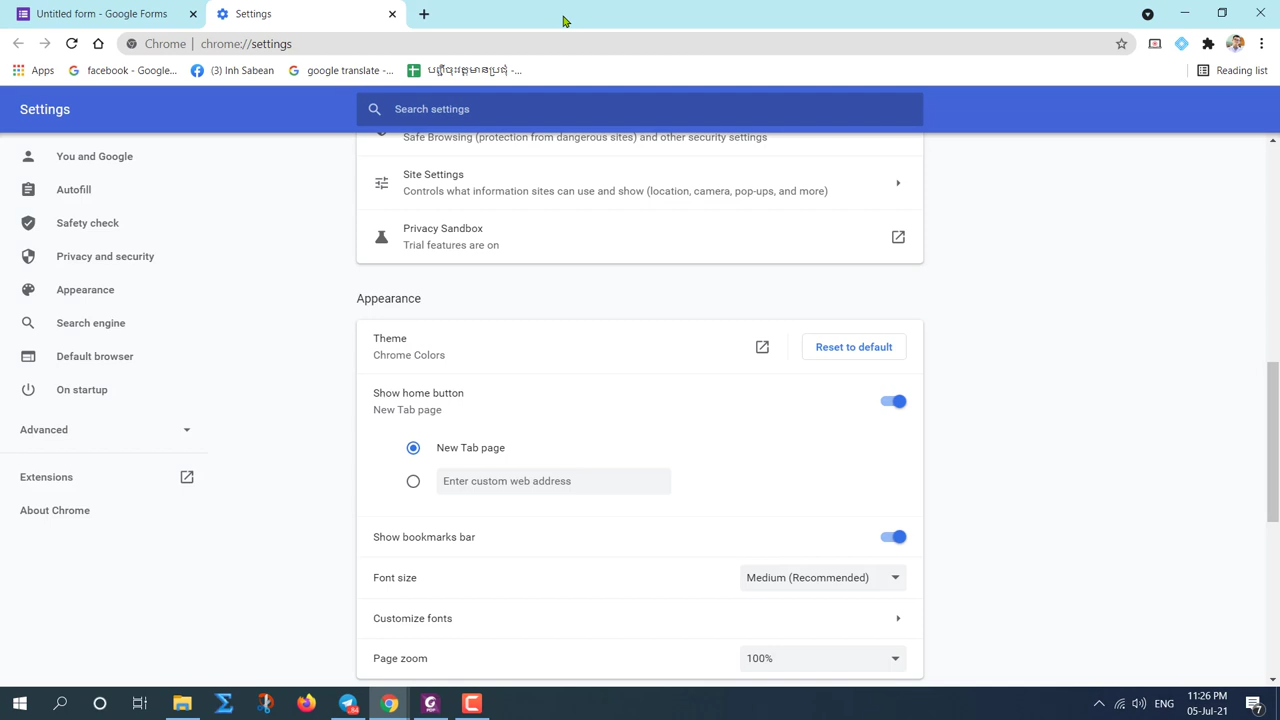 Untitled form - Google Forms
Settings
Chrome | chrome://settings
Apps
facebook - Google...
(3) Inh Sabean
google translate -...
Reading list
Settings
Search settings
You and Google
Autofill
Safety check
Privacy and security
Appearance
Search engine
Default browser
On startup
Advanced
Extensions
About Chrome
Safe Browsing (protection from dangerous sites) and other security settings
Site Settings
Controls what information sites can use and show (location, camera, pop-ups, and more)
Privacy Sandbox
Trial features are on
Appearance
Theme
Chrome Colors
Reset to default
Show home button
New Tab page
New Tab page
Enter custom web address
Show bookmarks bar
Font size
Medium (Recommended)
Customize fonts
Page zoom
100%
94
ENG
11:26 PM
05-Jul-21
7